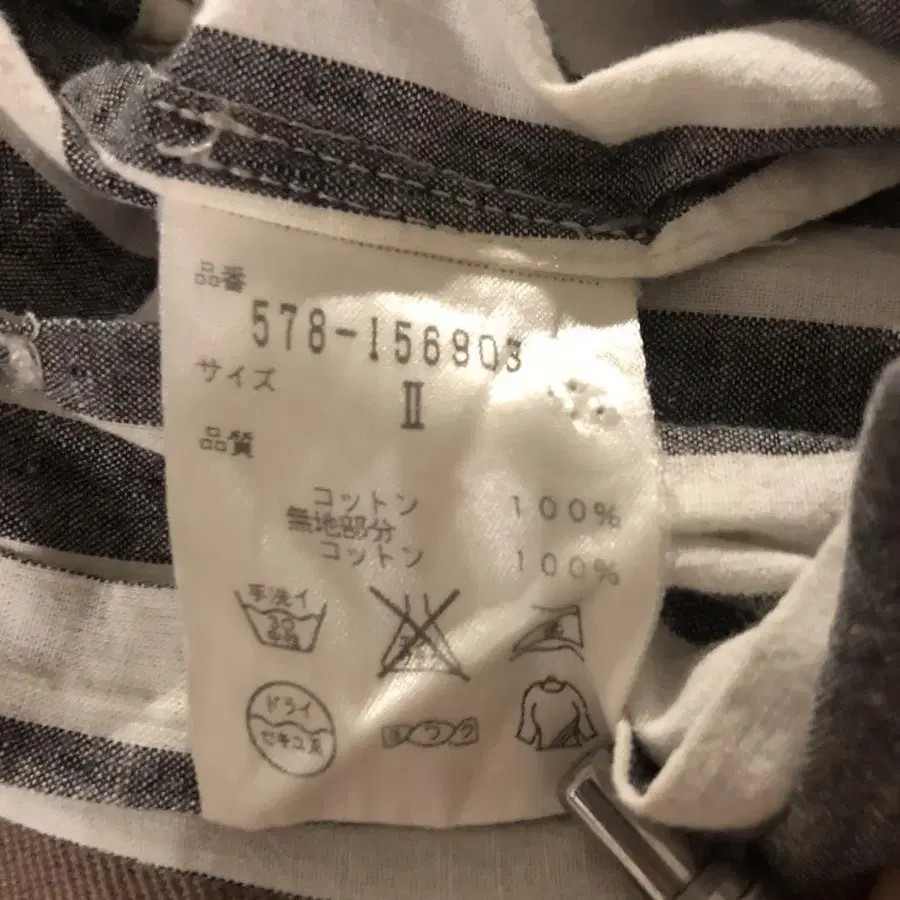 品番
578-156903
サイズ
II
品質
コットン 100%
無地部分
コットン 100%
手洗イ
30
ドライ
セキユ系